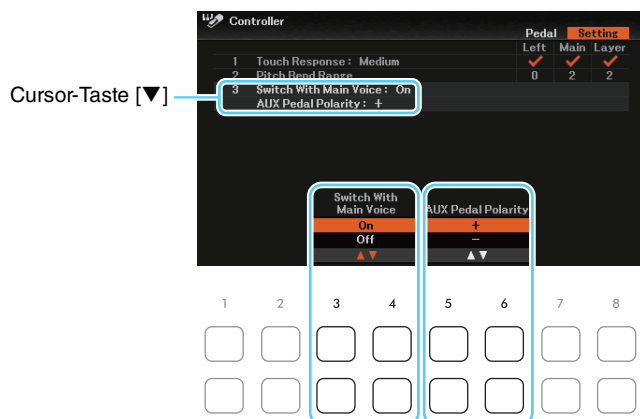 Controller
Pedal Setting
Left Main Layer
1 Touch Response : Medium
2 Pitch Bend Range 0 2 2
3 Switch With Main Voice : On
AUX Pedal Polarity : +
Cursor-Taste [▼]
Switch With
Main Voice
AUX Pedal Polarity
On +
Off –
▲▼ ▲▼
1 2 3 4 5 6 7 8